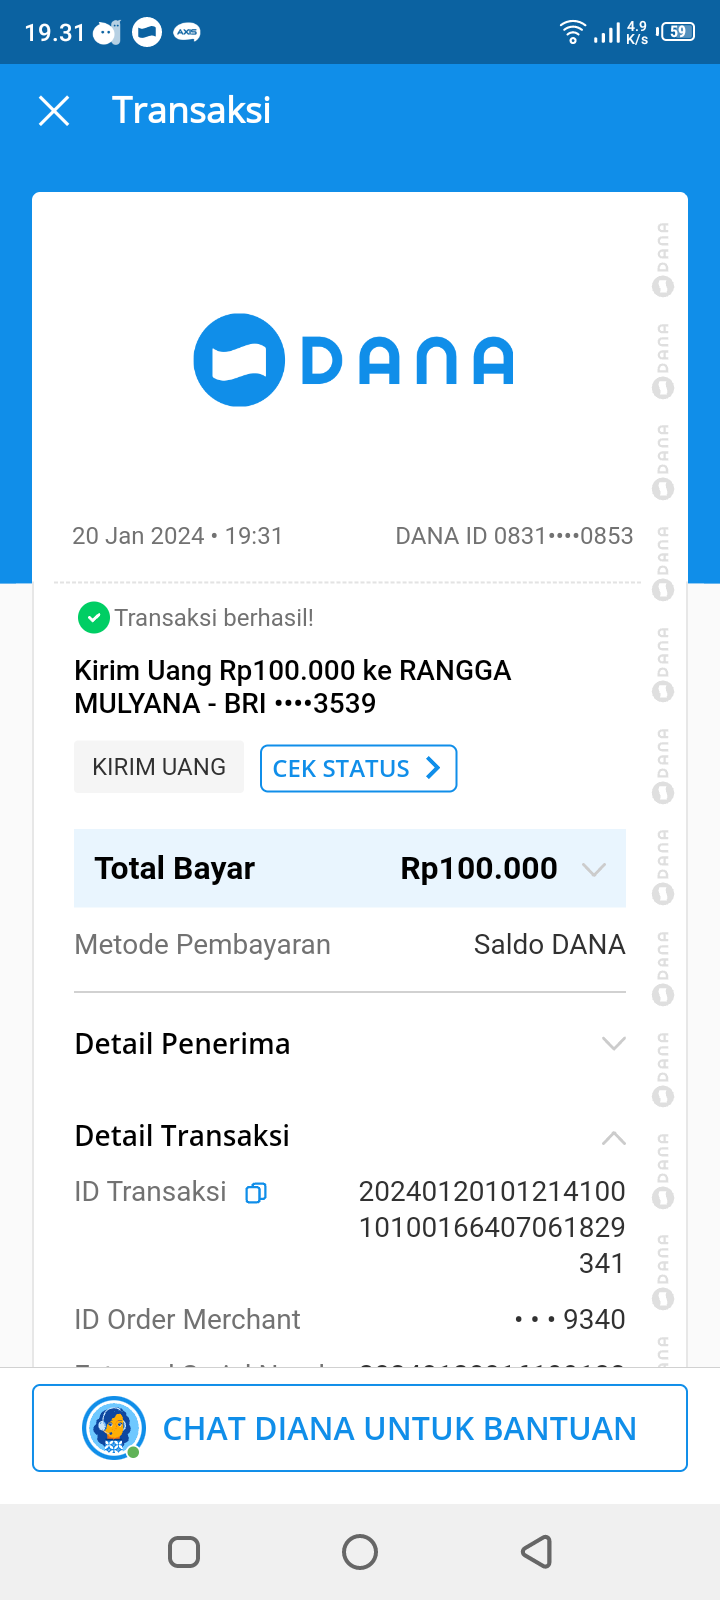 19.31 AXIS 4.9 K/s 59
Transaksi
DANA
20 Jan 2024 • 19:31 DANA ID 0831••••0853
Transaksi berhasil!
Kirim Uang Rp100.000 ke RANGGA
MULYANA - BRI ••••3539
KIRIM UANG CEK STATUS
Total Bayar Rp100.000
Metode Pembayaran Saldo DANA
Detail Penerima
Detail Transaksi
ID Transaksi 20240120101214100
10100166407061829
341
ID Order Merchant • • • 9340
CHAT DIANA UNTUK BANTUAN
DANA
DANA
DANA
DANA
DANA
DANA
DANA
DANA
DANA
DANA
DANA